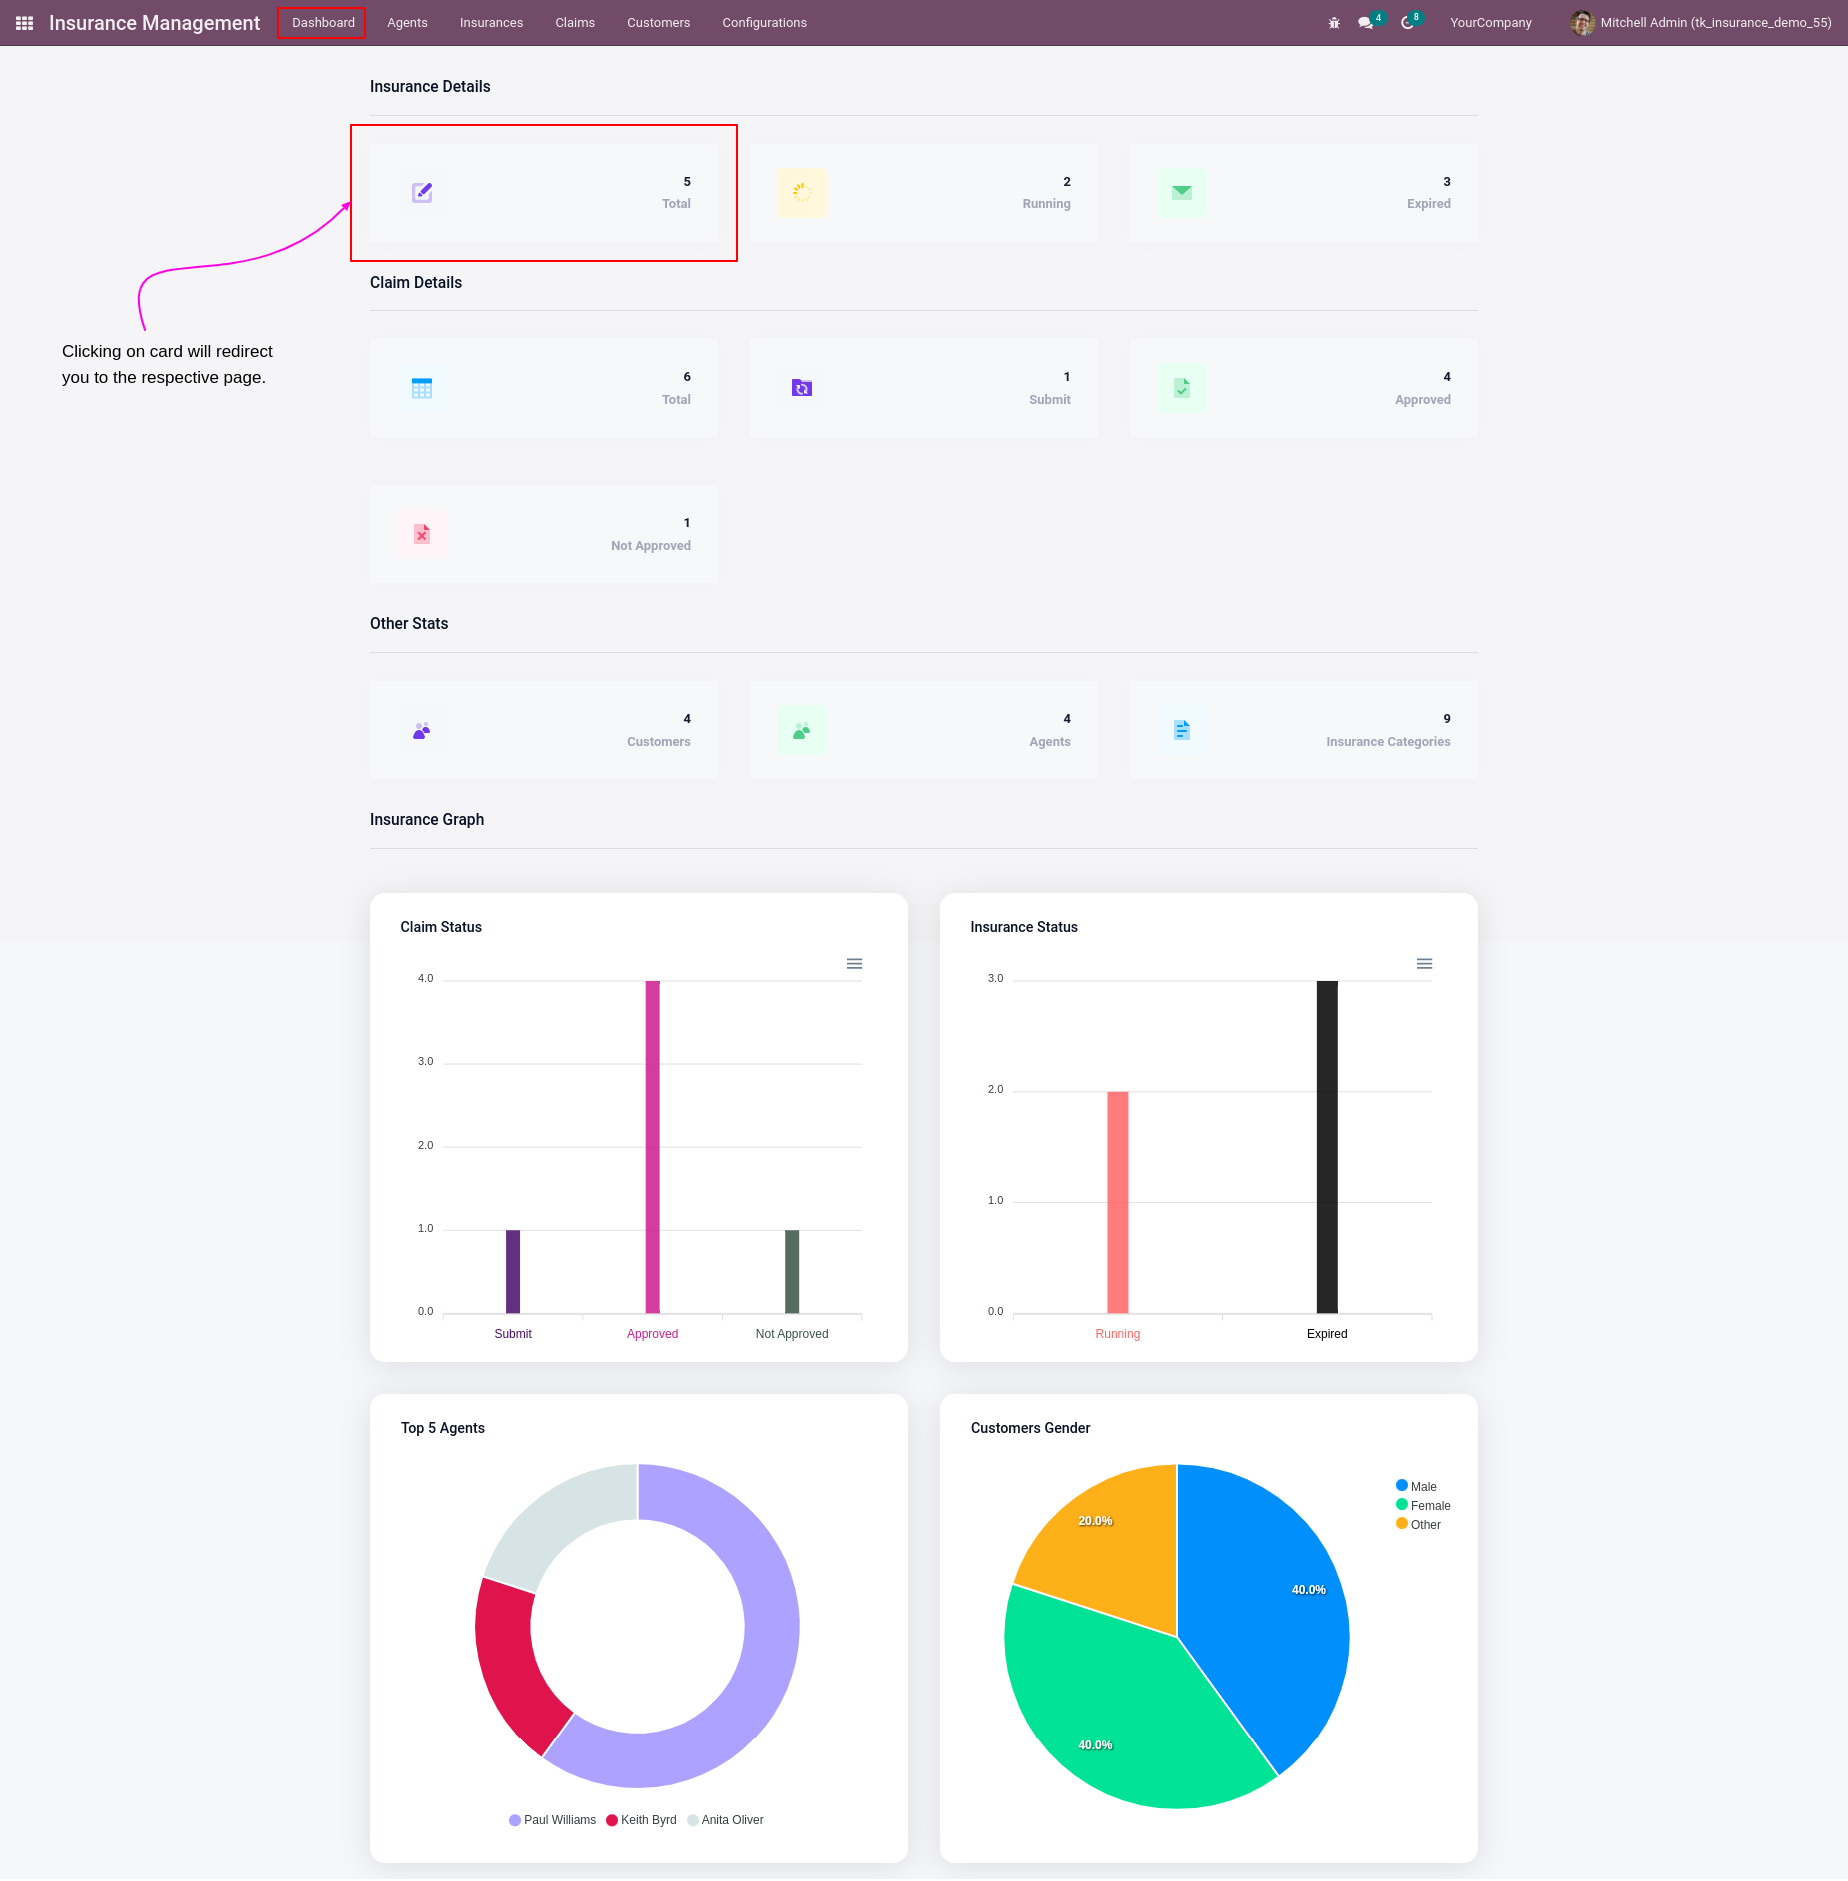 Insurance Management Dashboard Agents Insurances Claims Customers Configurations 4 8 YourCompany Mitchell Admin (tk_insurance_demo_55)
Insurance Details
5
Total
2
Running
3
Expired
Clicking on card will redirect
you to the respective page.
Claim Details
6
Total
1
Submit
4
Approved
1
Not Approved
Other Stats
4
Customers
4
Agents
9
Insurance Categories
Insurance Graph
Claim Status
4.0
3.0
2.0
1.0
0.0
Submit Approved Not Approved
Insurance Status
3.0
2.0
1.0
0.0
Running Expired
Top 5 Agents
Paul Williams Keith Byrd Anita Oliver
Customers Gender
Male
Female
Other
20.0%
40.0%
40.0%